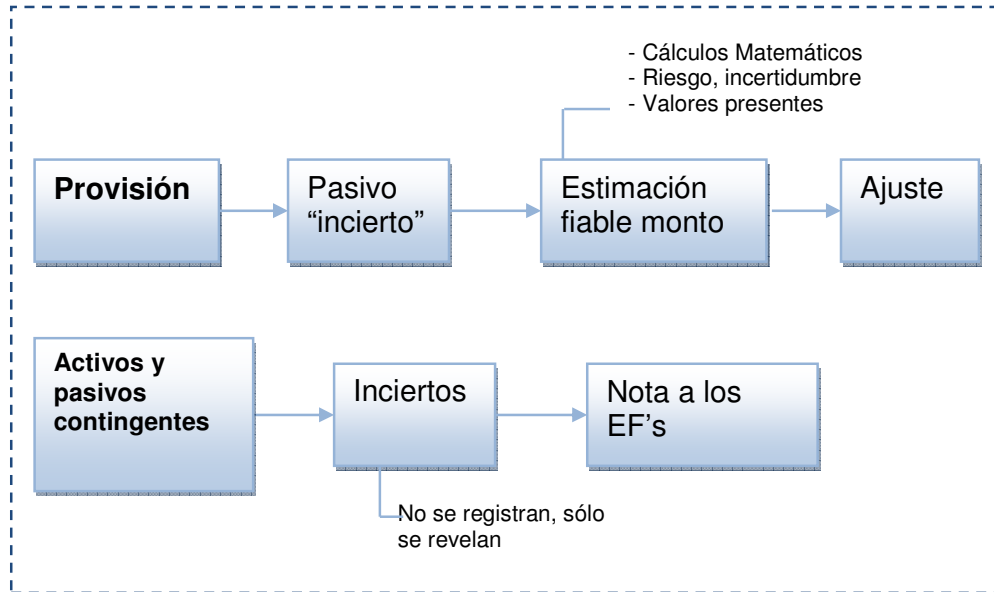 - Cálculos Matemáticos
- Riesgo, incertidumbre
- Valores presentes
Provisión
Pasivo
“incierto”
Estimación
fiable monto
Ajuste
Activos y
pasivos
contingentes
Inciertos
Nota a los
EF's
No se registran, sólo
se revelan